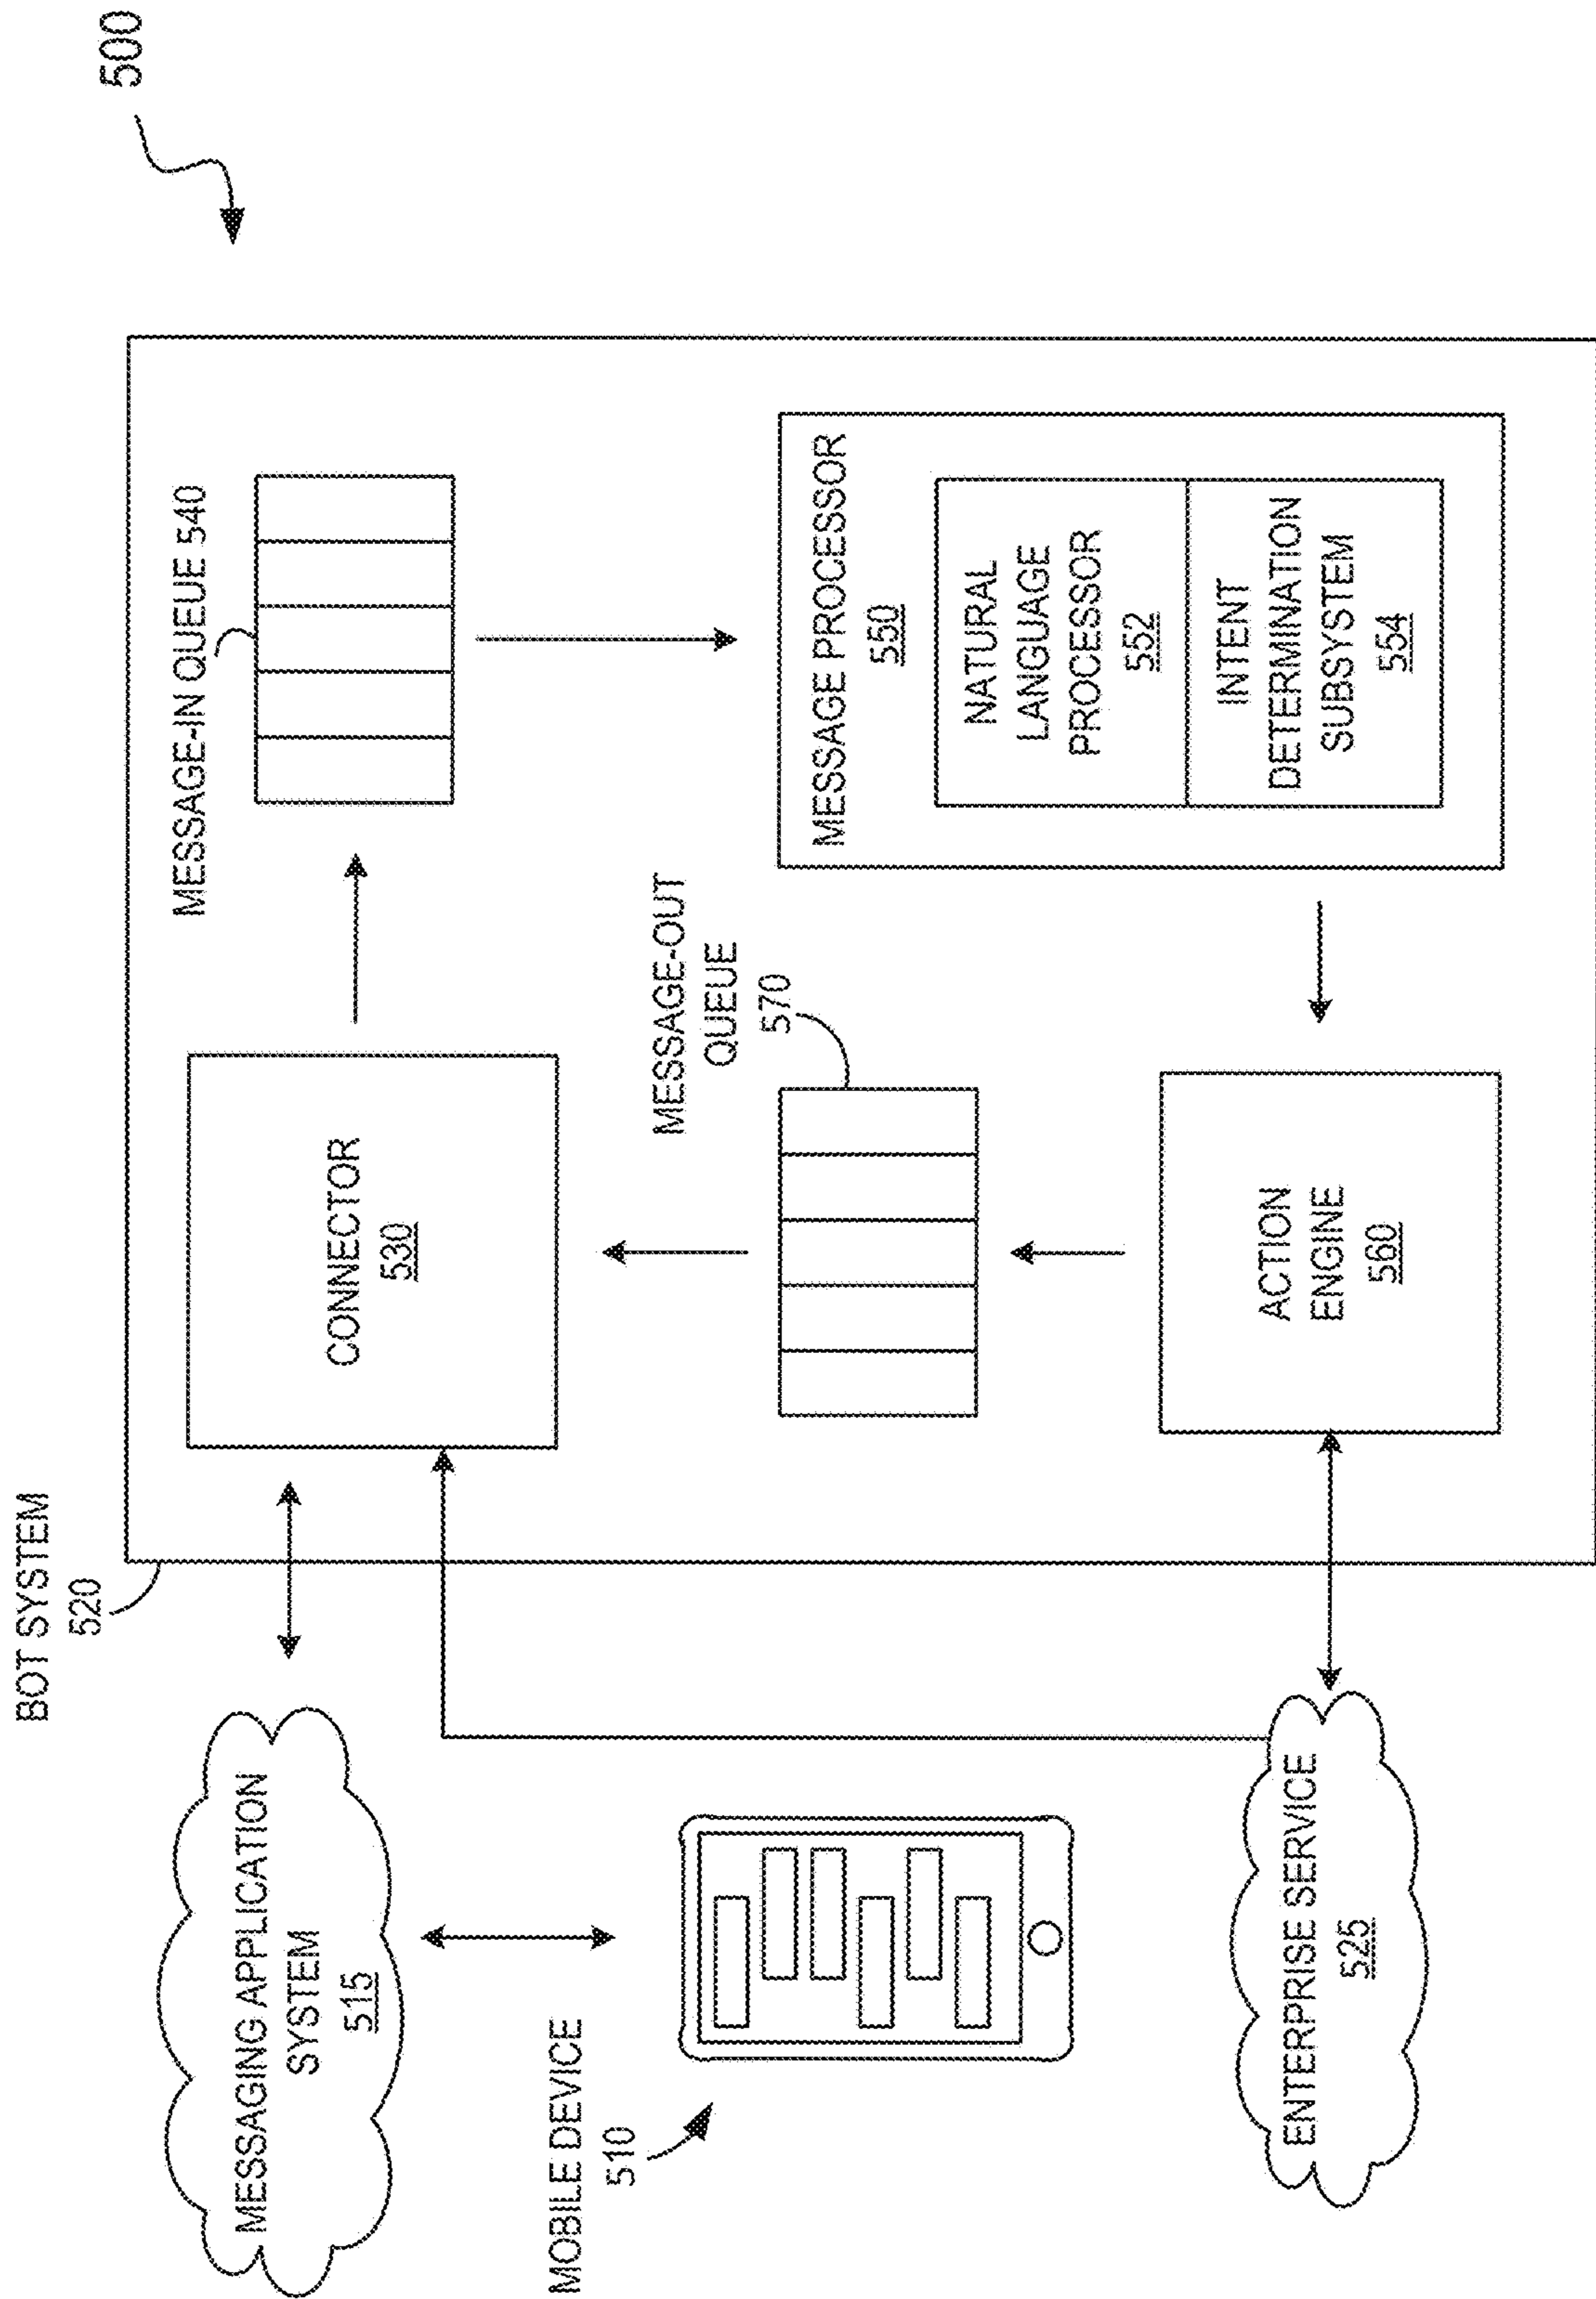 500
BOT SYSTEM
520
MESSAGING APPLICATION
SYSTEM
515
CONNECTOR
530
MESSAGE-IN QUEUE 540
MOBILE DEVICE
510
MESSAGE-OUT
QUEUE
570
MESSAGE PROCESSOR
550
NATURAL
LANGUAGE
PROCESSOR
552
INTENT
DETERMINATION
SUBSYSTEM
554
ENTERPRISE SERVICE
525
ACTION
ENGINE
560